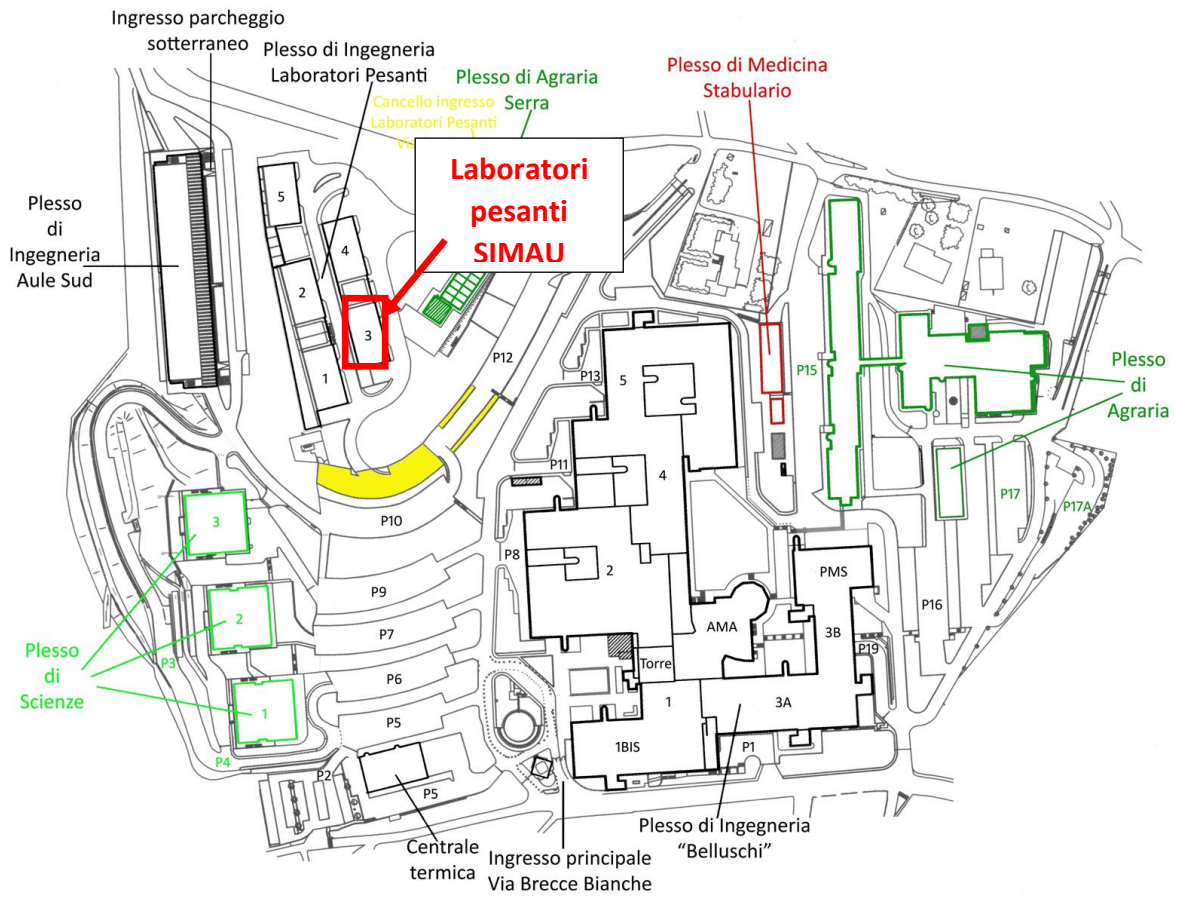 Ingresso parcheggio
sotterraneo
Plesso di Ingegneria
Laboratori Pesanti
Plesso di Agraria
Serra
Cancello ingresso
Laboratori Pesanti
Laboratori
pesanti
SIMAU
Plesso di Medicina
Stabulario
Plesso
di
Ingegneria
Aule Sud
5
4
2
3
1
P12
P13
5
P15
Plesso
di
Agraria
P11
4
P17
P17A
3
P10
P8
2
PMS
P9
P16
2
P7
AMA
3B
Plesso
di
Scienze
P3
Torre
P19
P6
1
P5
1
3A
1BIS
P1
P4
P2
P5
Centrale
termica
Ingresso principale
Via Brecce Bianche
Plesso di Ingegneria
“Belluschi”